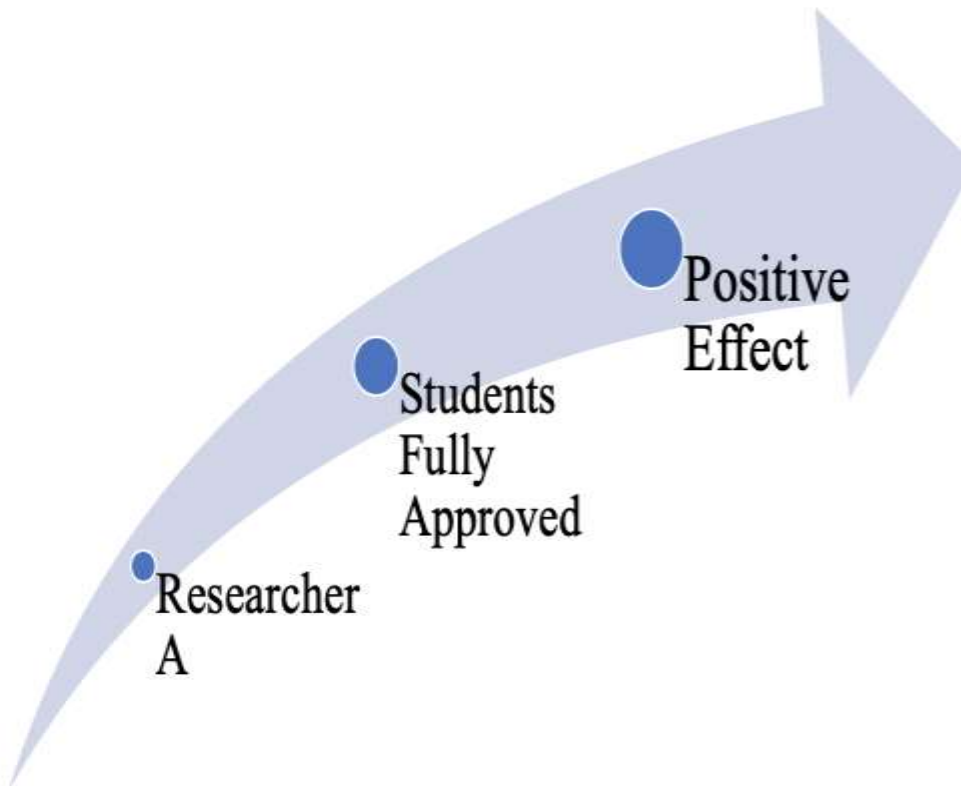 Positive
Effect
Students
Fully
Approved
Researcher
A